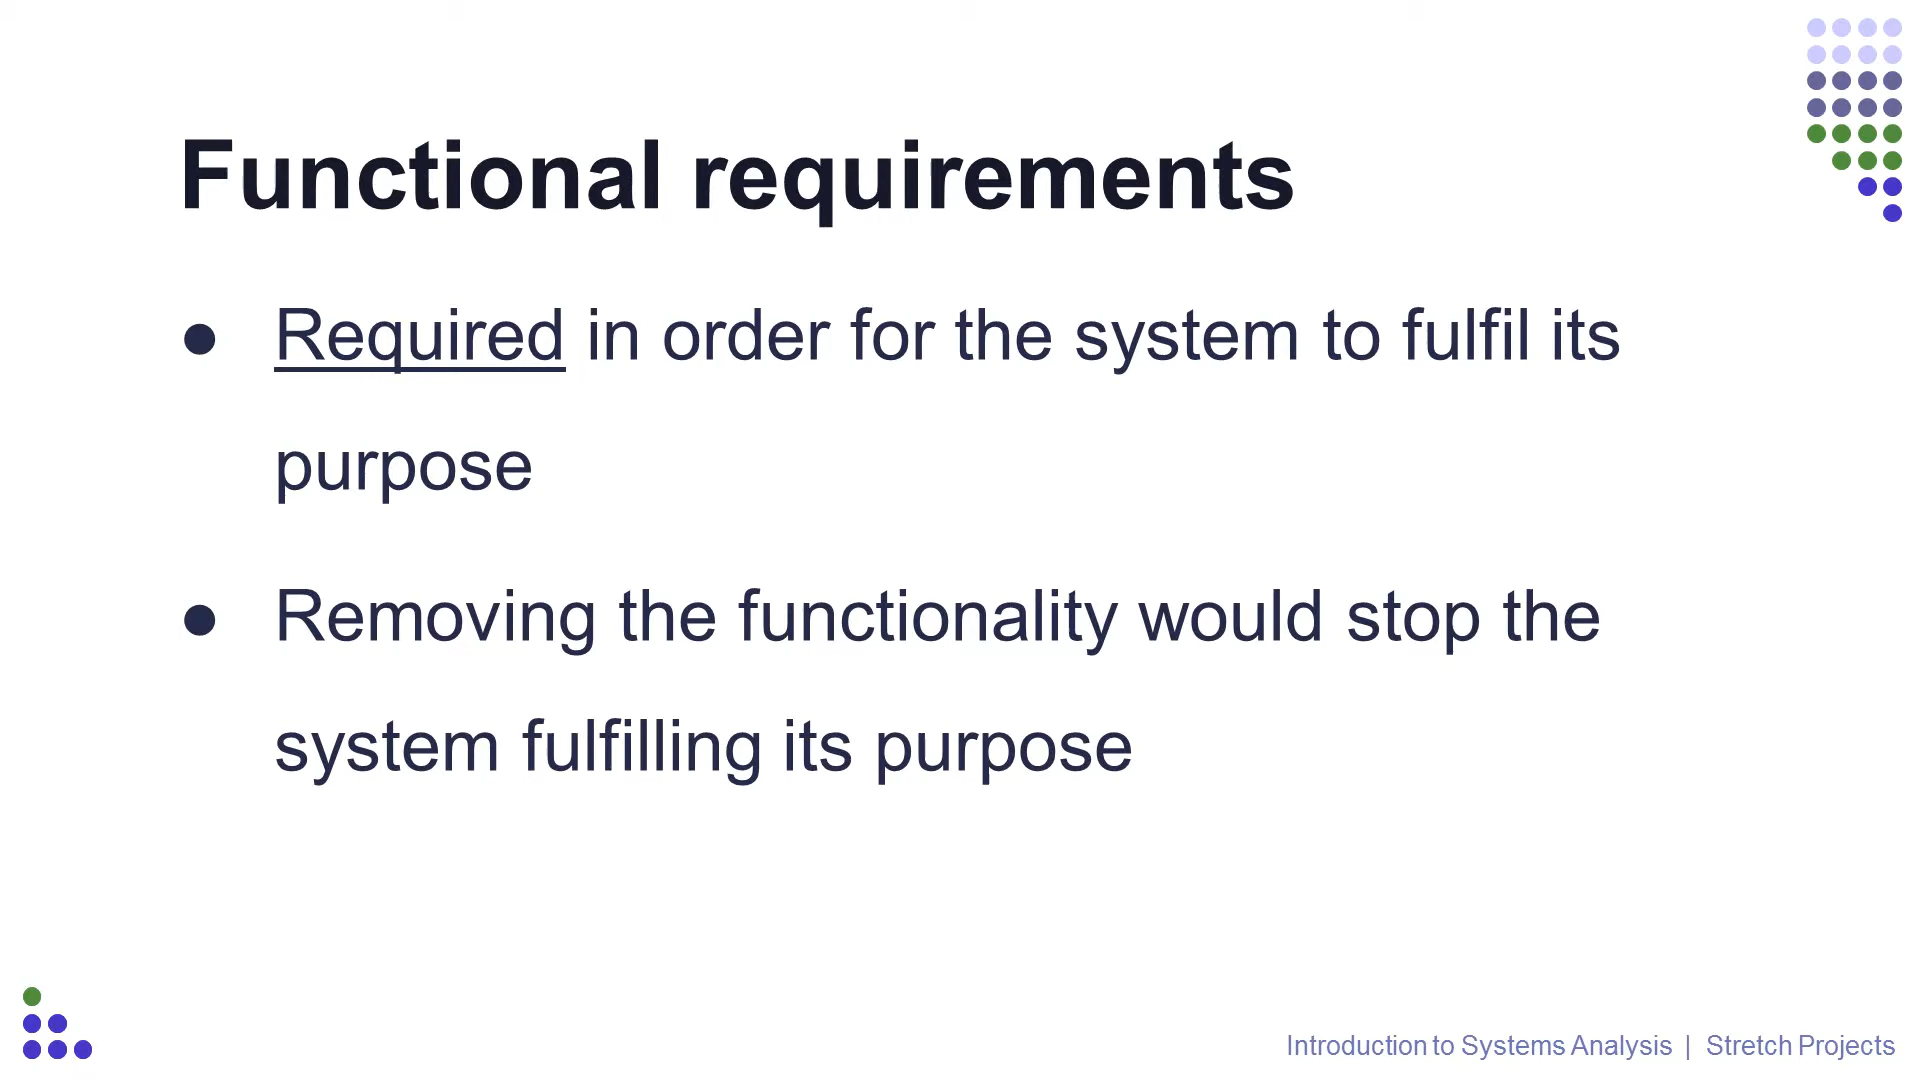 Functional requirements
● Required in order for the system to fulfil its
purpose
● Removing the functionality would stop the
system fulfilling its purpose
Introduction to Systems Analysis | Stretch Projects